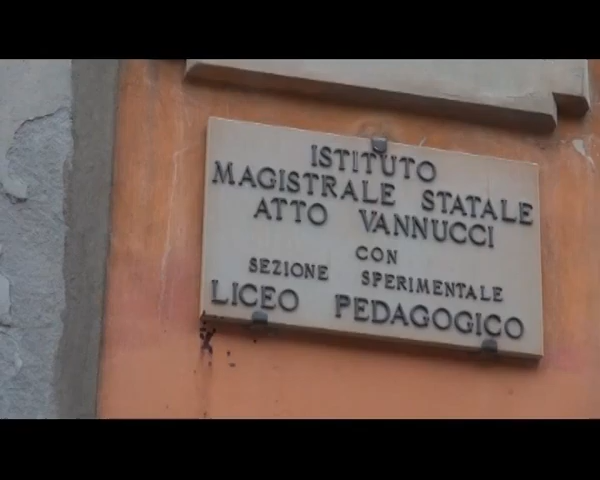 ISTITUTO
MAGISTRALE STATALE
ATTO VANNUCCI
CON
SEZIONE SPERIMENTALE
LICEO PEDAGOGICO